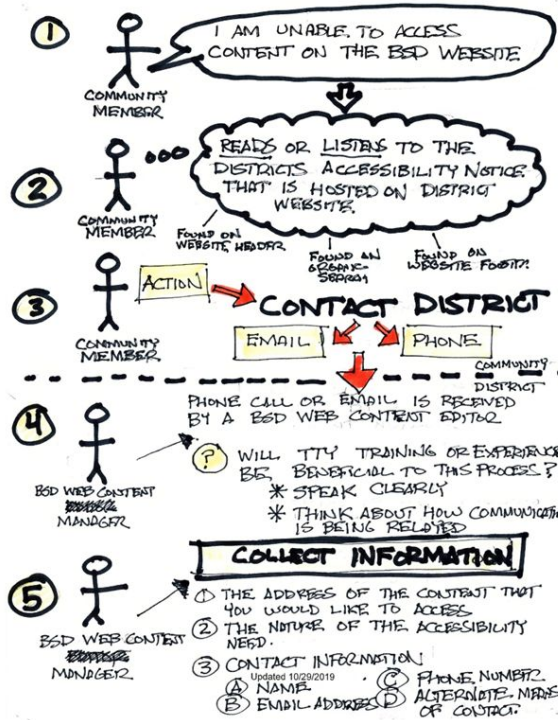 1
I AM UNABLE TO ACCESS
CONTENT ON THE BSD WEBSITE
COMMUNITY
MEMBER
2
READS OR LISTENS TO THE
DISTRICTS ACCESSIBILITY NOTICE
THAT IS HOSTED ON DISTRICT
WEBSITE.
COMMUNITY
MEMBER
FOUND ON
WEBSITE HEADER
FOUND AN
ORGANIC
FOUND ON
WEBSITE
3
ACTION
CONTACT DISTRICT
EMAIL
PHONE
COMMUNITY
MEMBER
COMMUNITY
DISTRICT
4
PHONE CALL OR EMAIL IS RECEIVED
BY A BSD WEB CONTENT EDITOR
? WILL TTY TRAINING OR EXPERIENCE
BE BENEFICIAL TO THIS PROCESS?
* SPEAK CLEARLY
* THINK ABOUT HOW COMMUNICATI
IS BEING RELAYED
BSD WEB CONTENT
MANAGER
COLLECT INFORMATION
5
1 THE ADDRESS OF THE CONTENT THAT
YOU WOULD LIKE TO ACCESS
2 THE NATURE OF THE ACCESSIBILITY
NEED.
3 CONTACT INFORMATION
BSD WEB CONTENT
MANAGER
Updated 10/29/2019
A NAME
B EMAIL ADDRESS
C PHONE NUMBER
D ALTERNATE MEANS
OF CONTACT.